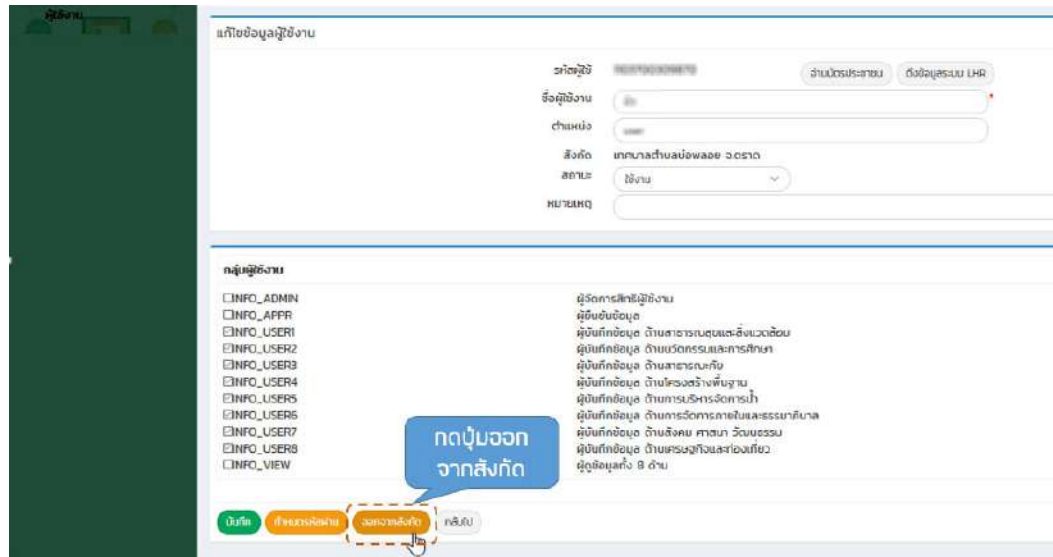 ผู้ใช้งาน
แก้ไขข้อมูลผู้ใช้งาน
รหัสผู้ใช้ อ่านบัตรประชาชน ดึงข้อมูลระบบ LHR
ชื่อผู้ใช้งาน *
ตำแหน่ง user
สังกัด เทศบาลตำบลบ่อพลอย จ.ตราด
สถานะ ใช้งาน
หมายเหตุ
กลุ่มผู้ใช้งาน
INFO_ADMIN ผู้จัดการสิทธิผู้ใช้งาน
INFO_APPR ผู้ยืนยันข้อมูล
INFO_USER1 ผู้บันทึกข้อมูล ด้านสาธารณสุขและสิ่งแวดล้อม
INFO_USER2 ผู้บันทึกข้อมูล ด้านนวัตกรรมและการศึกษา
INFO_USER3 ผู้บันทึกข้อมูล ด้านสาธารณะภัย
INFO_USER4 ผู้บันทึกข้อมูล ด้านโครงสร้างพื้นฐาน
INFO_USER5 ผู้บันทึกข้อมูล ด้านการบริหารจัดการน้ำ
INFO_USER6 ผู้บันทึกข้อมูล ด้านการจัดการภายในและธรรมาภิบาล
INFO_USER7 ผู้บันทึกข้อมูล ด้านสังคม ศาสนา วัฒนธรรม
INFO_USER8 ผู้บันทึกข้อมูล ด้านเศรษฐกิจและท่องเที่ยว
INFO_VIEW ผู้ดูข้อมูลทั้ง 8 ด้าน
กดปุ่มออก
จากสังกัด
บันทึก กำหนดรหัสผ่าน ออกจากสังกัด กลับไป